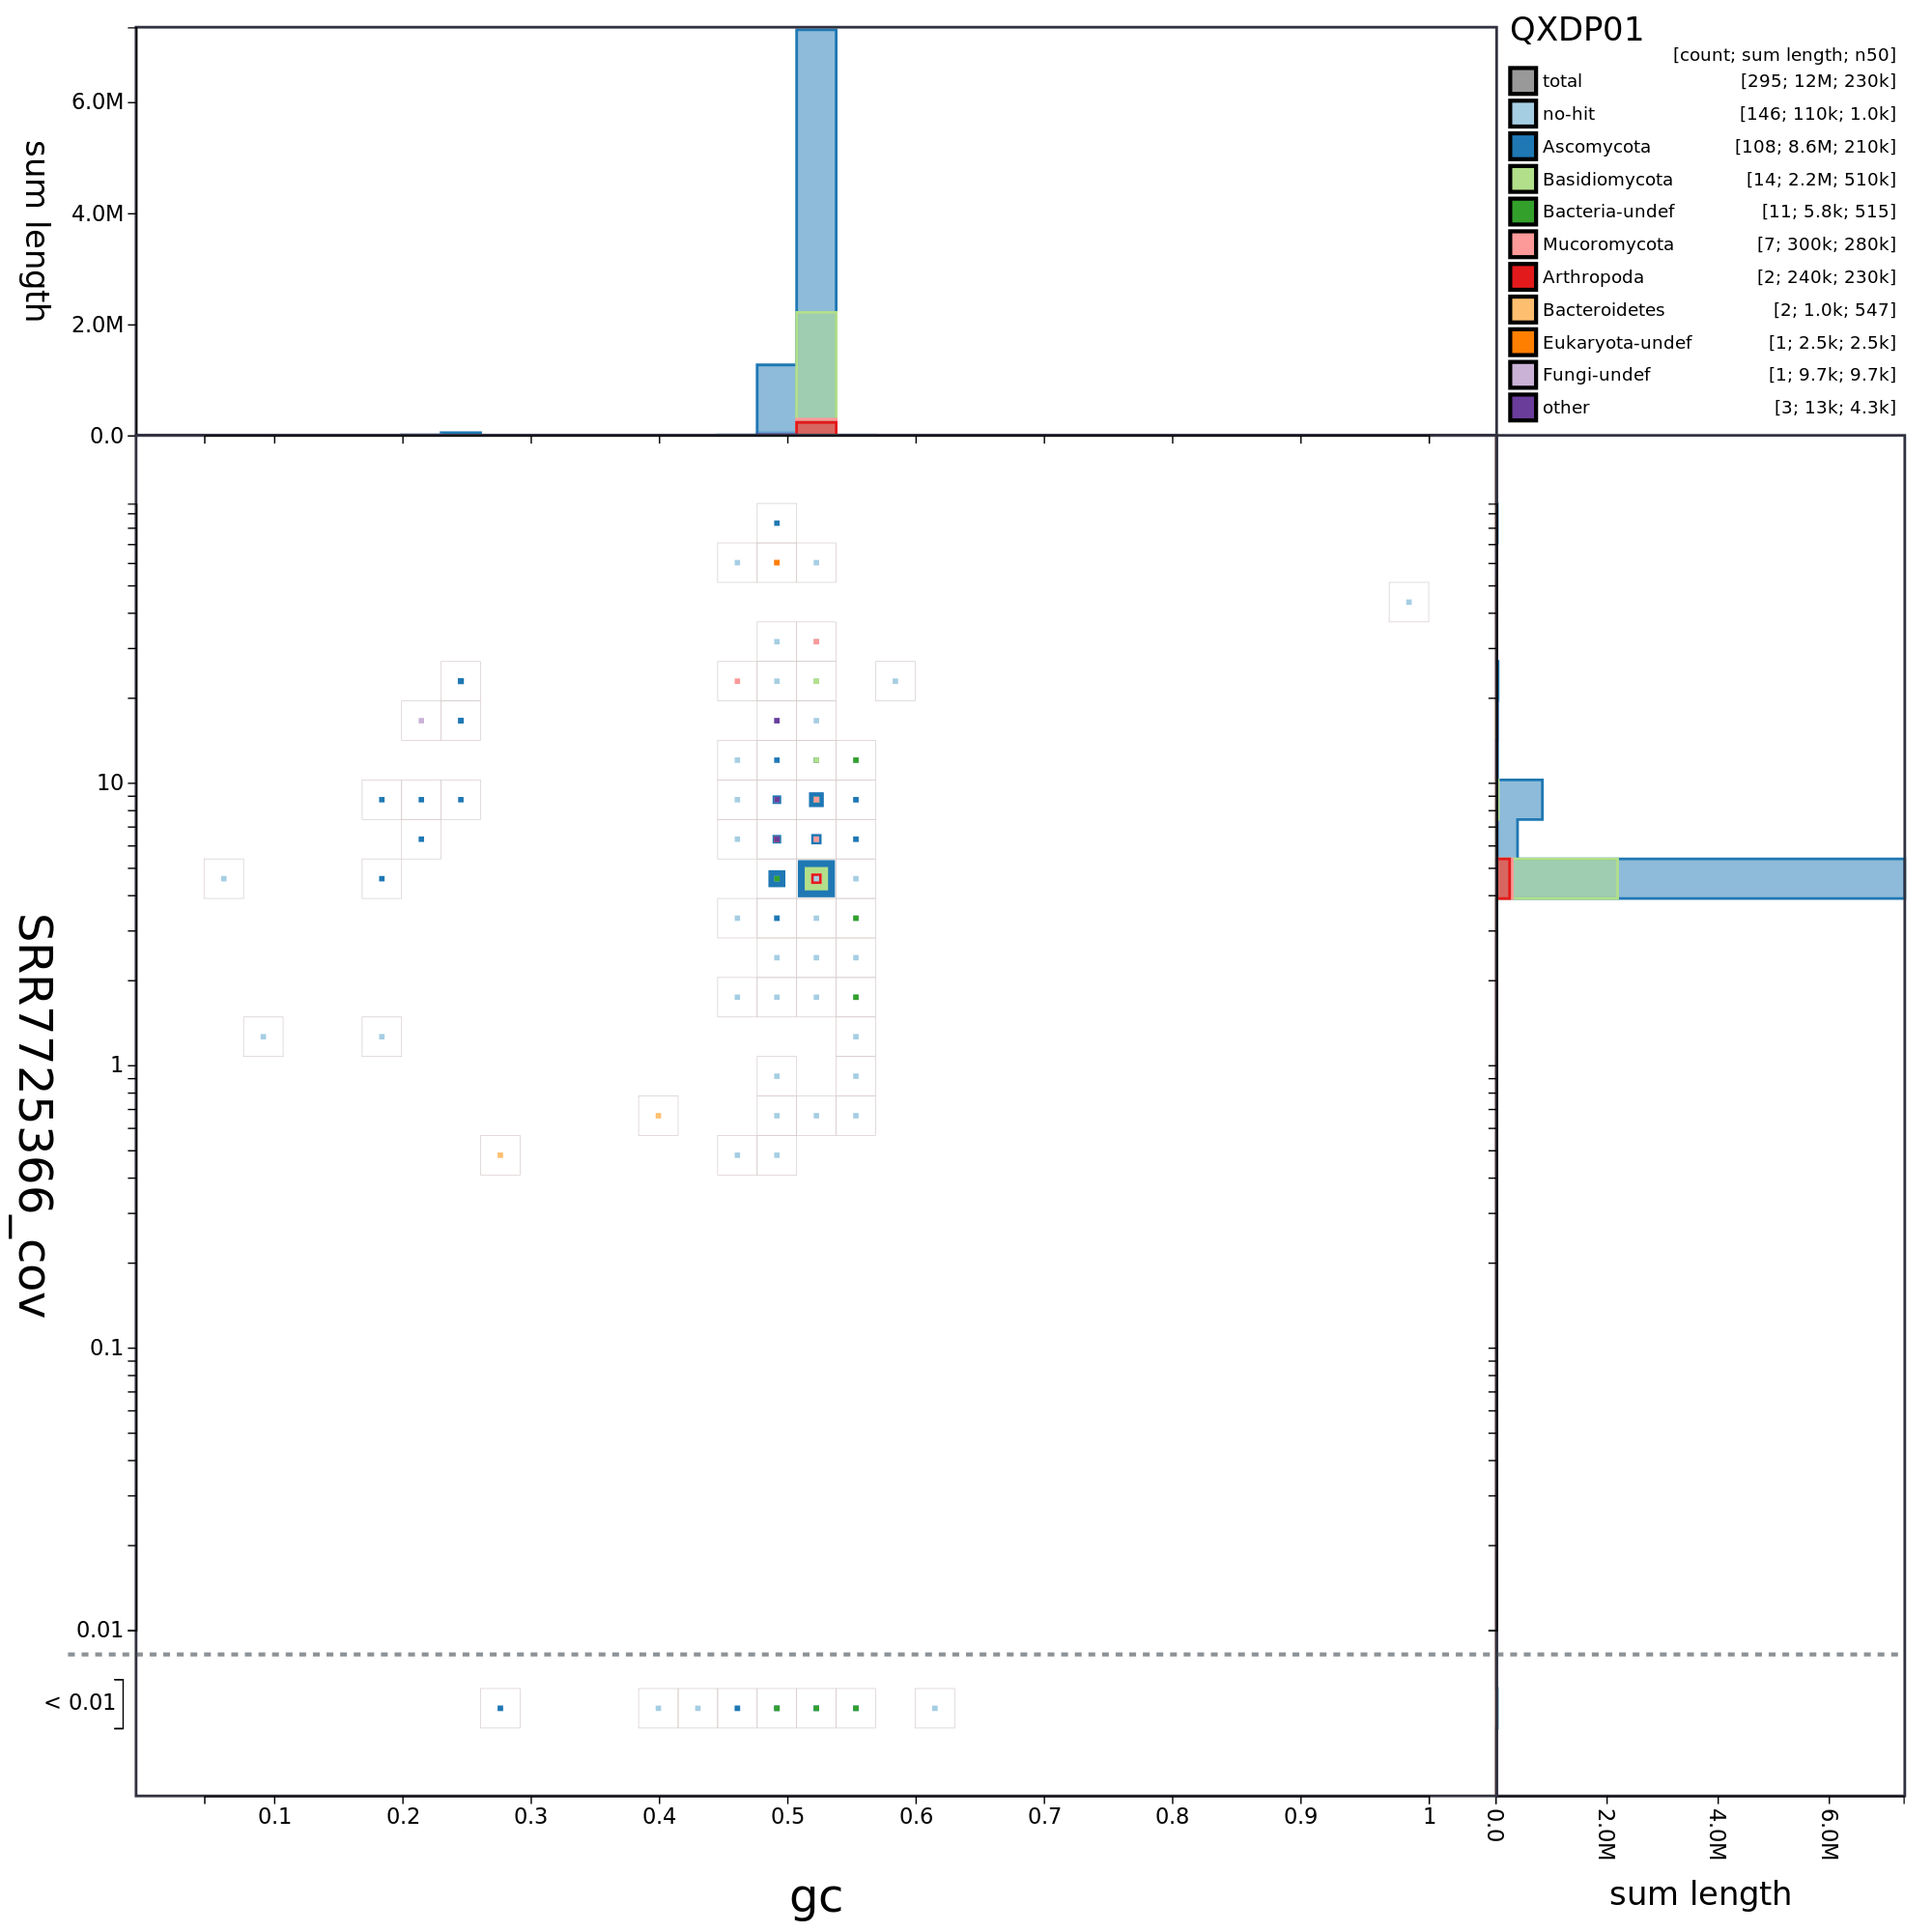 QXDP01
[count; sum length; n50]
total [295; 12M; 230k]
no-hit [146; 110k; 1.0k]
Ascomycota [108; 8.6M; 210k]
Basidiomycota [14; 2.2M; 510k]
Bacteria-undef [11; 5.8k; 515]
Mucoromycota [7; 300k; 280k]
Arthropoda [2; 240k; 230k]
Bacteroidetes [2; 1.0k; 547]
Eukaryota-undef [1; 2.5k; 2.5k]
Fungi-undef [1; 9.7k; 9.7k]
other [3; 13k; 4.3k]
sum length
6.0M
4.0M
2.0M
0.0
SRR7725366_cov
10
1
0.1
0.01
< 0.01
0.1 0.2 0.3 0.4 0.5 0.6 0.7 0.8 0.9 1
gc
0.0 2.0M 4.0M 6.0M
sum length